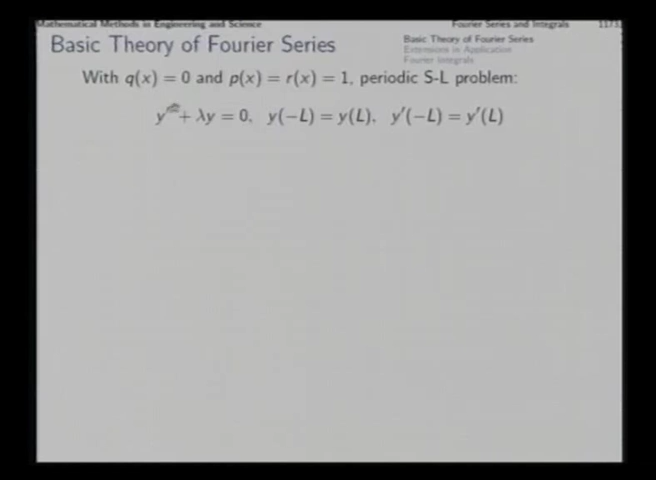 Mathematical Methods in Engineering and Science
Fourier Series and Integrals
Basic Theory of Fourier Series
Basic Theory of Fourier Series
Extensions in Application
Fourier Integrals
With q(x) = 0 and p(x) = r(x) = 1, periodic S-L problem:
y″ + λy = 0, y(−L) = y(L), y′(−L) = y′(L)